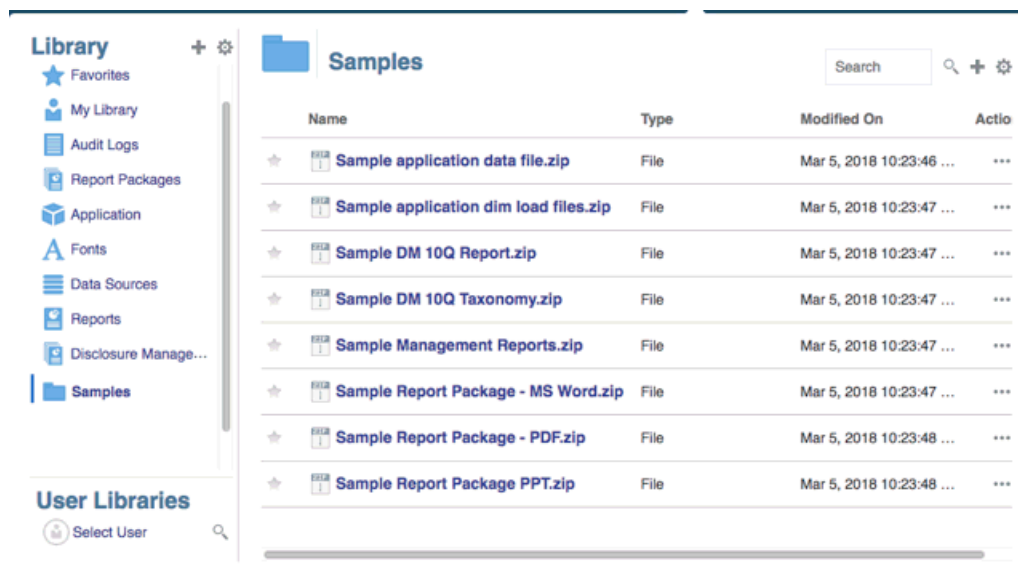 Library
Favorites
My Library
Audit Logs
Report Packages
Application
Fonts
Data Sources
Reports
Disclosure Manage...
Samples
User Libraries
Select User
Samples
Search
Name Type Modified On Actio
Sample application data file.zip File Mar 5, 2018 10:23:46 ...
Sample application dim load files.zip File Mar 5, 2018 10:23:47 ...
Sample DM 10Q Report.zip File Mar 5, 2018 10:23:47 ...
Sample DM 10Q Taxonomy.zip File Mar 5, 2018 10:23:47 ...
Sample Management Reports.zip File Mar 5, 2018 10:23:47 ...
Sample Report Package - MS Word.zip File Mar 5, 2018 10:23:47 ...
Sample Report Package - PDF.zip File Mar 5, 2018 10:23:48 ...
Sample Report Package PPT.zip File Mar 5, 2018 10:23:48 ...